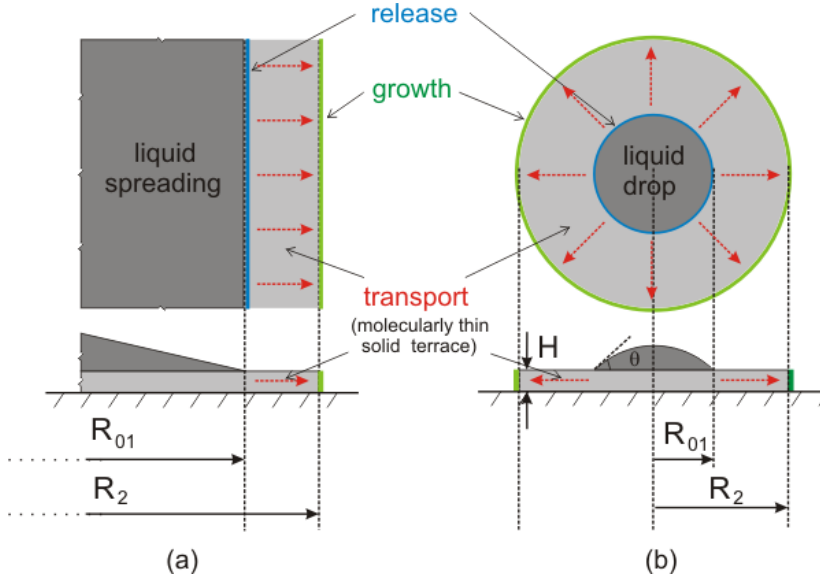 release
growth
liquid
spreading
liquid
drop
transport
(molecularly thin
solid terrace)
H
θ
R01
R2
R01
R2
(a)
(b)